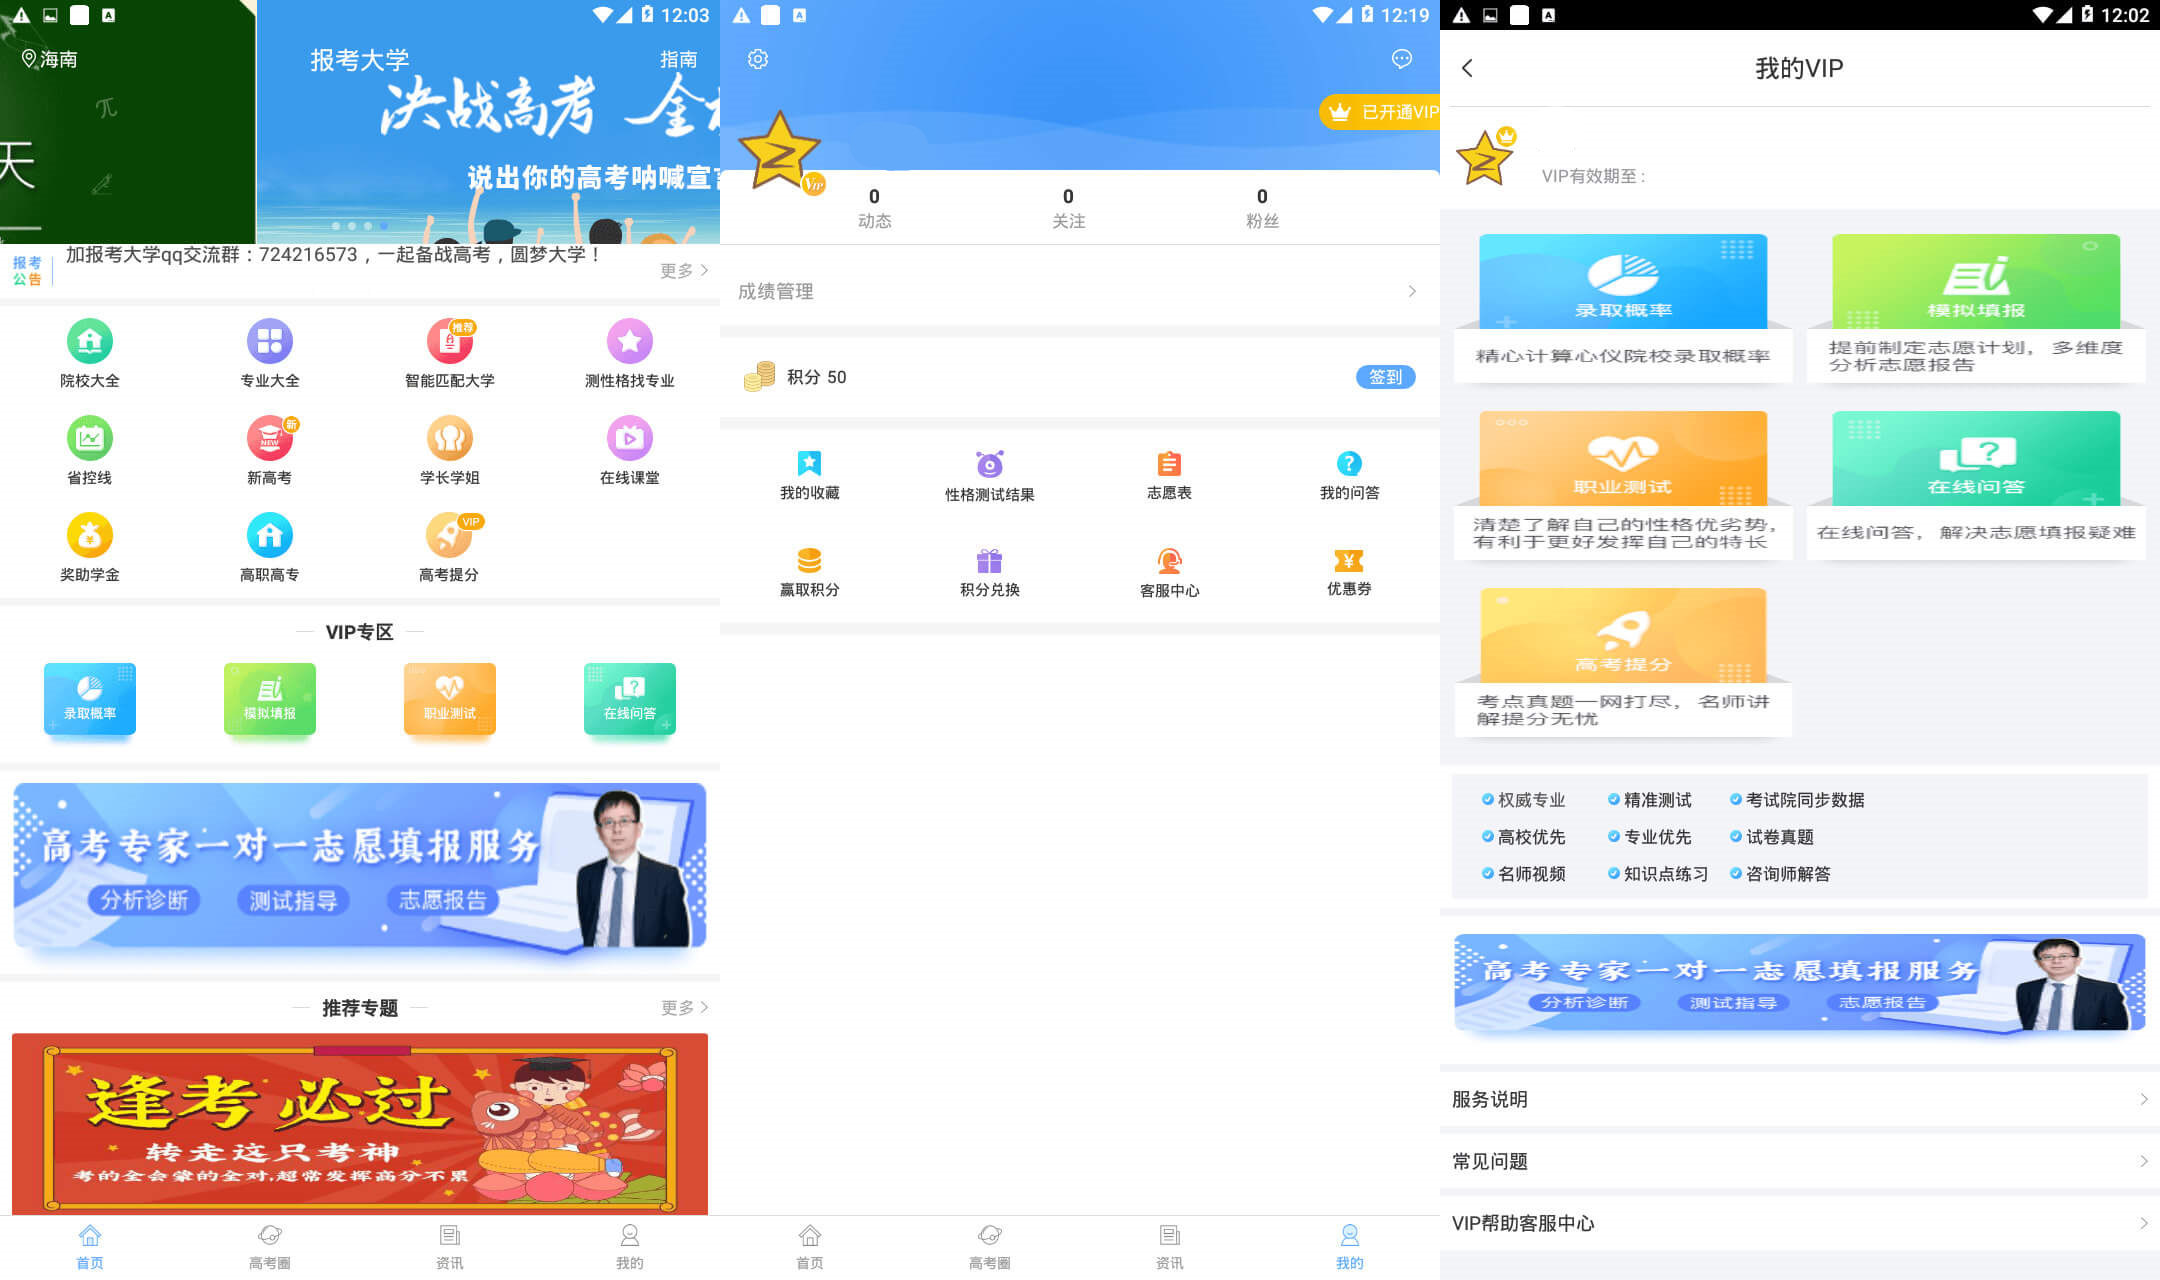 12:03
海南
报考大学
指南
天
决战高考
说出你的高考呐喊宣
报考
公告
加报考大学qq交流群：724216573，一起备战高考，圆梦大学！
更多
推荐
院校大全 专业大全 智能匹配大学 测性格找专业
新
NEW
省控线 新高考 学长学姐 在线课堂
VIP
奖助学金 高职高专 高考提分
VIP专区
录取概率 模拟填报 职业测试 在线问答
高考专家一对一志愿填报服务
分析诊断 测试指导 志愿报告
推荐专题
更多
逢考必过
转走这只考神
考的全会蒙的全对,超常发挥高分不累
首页 高考圈 资讯 我的
12:19
已开通VIP
VIP
0 0 0
动态 关注 粉丝
成绩管理
积分 50
签到
我的收藏 性格测试结果 志愿表 我的问答
赢取积分 积分兑换 客服中心 优惠券
首页 高考圈 资讯 我的
12:02
我的VIP
VIP有效期至：
录取概率
精心计算心仪院校录取概率
模拟填报
提前制定志愿计划，多维度
分析志愿报告
职业测试
清楚了解自己的性格优劣势，
有利于更好发挥自己的特长
在线问答
在线问答，解决志愿填报疑难
高考提分
考点真题一网打尽，名师讲
解提分无忧
权威专业 精准测试 考试院同步数据
高校优先 专业优先 试卷真题
名师视频 知识点练习 咨询师解答
高考专家一对一志愿填报服务
分析诊断 测试指导 志愿报告
服务说明
常见问题
VIP帮助客服中心